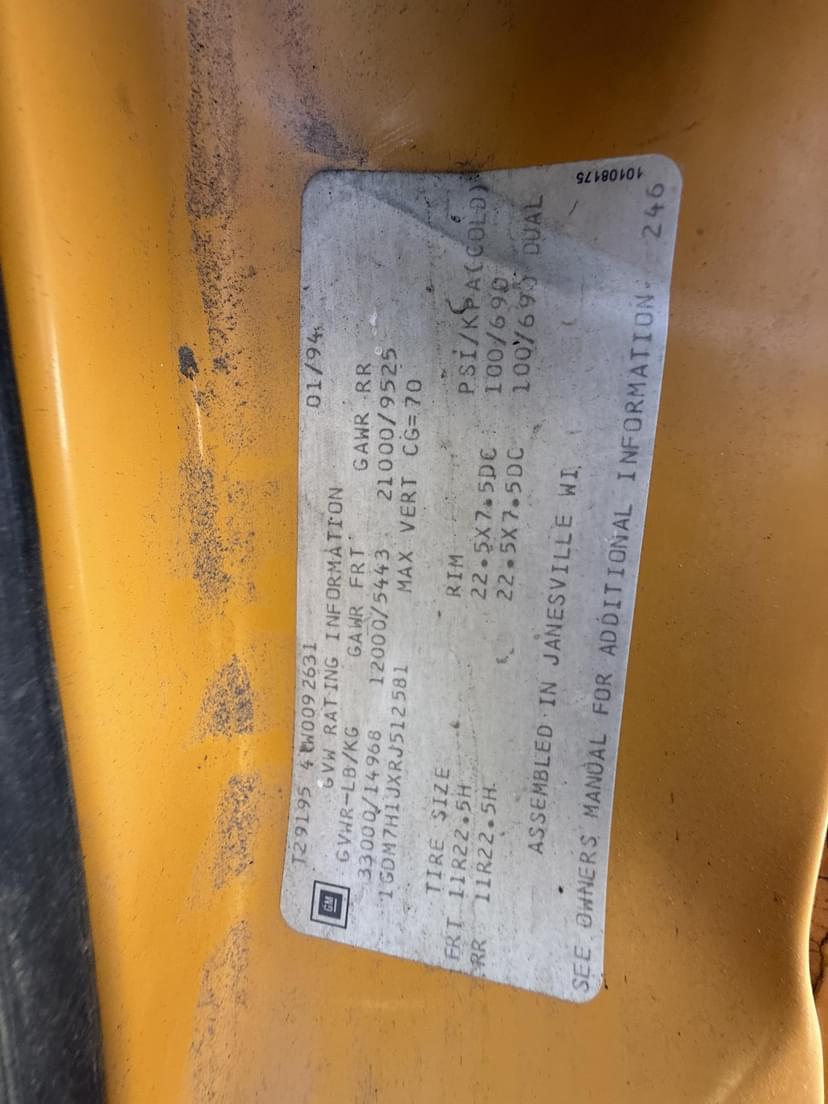 10108175
T29195 4LW0092631 01/94
GVW RATING INFORMATION
GM
GVWR-LB/KG GAWR FRT GAWR RR
33000/14968 12000/5443 21000/9525
1GDM7H1JXRJ512581 MAX VERT CG=70
TIRE SIZE RIM PSI/KPA(COLD)
FRT 11R22.5H 22.5X7.5DC 100/690
RR 11R22.5H 22.5X7.5DC 100/690 DUAL
ASSEMBLED IN JANESVILLE WI.
SEE OWNERS MANUAL FOR ADDITIONAL INFORMATION. 246